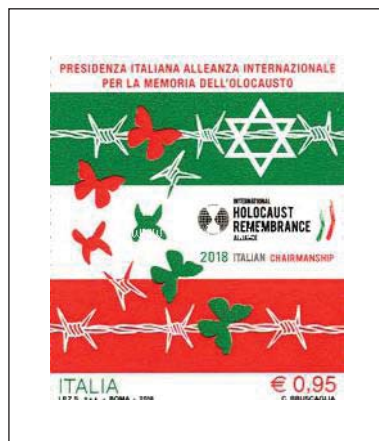 PRESIDENZA ITALIANA ALLEANZA INTERNAZIONALE
PER LA MEMORIA DELL'OLOCAUSTO
INTERNATIONAL
HOLOCAUST
REMEMBRANCE
ALLIANCE
2018 ITALIAN CHAIRMANSHIP
ITALIA
€ 0,95
ROMA - 2018